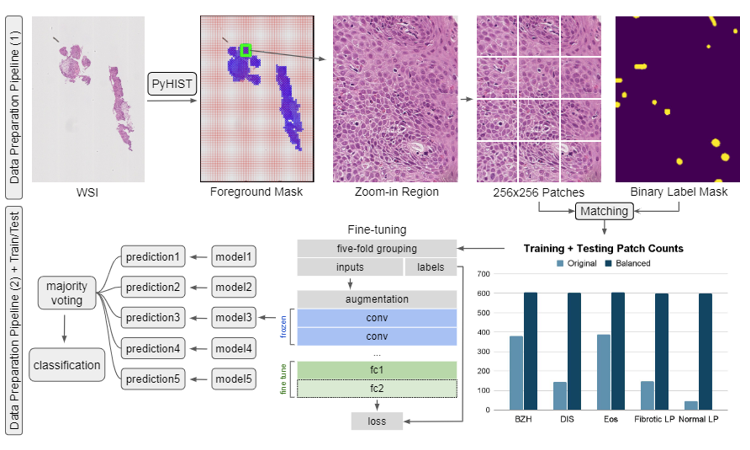 Data Preparation Pipeline (1)
PyHIST
WSI
Foreground Mask
Zoom-in Region
256x256 Patches
Binary Label Mask
Matching
Data Preparation Pipeline (2) + Train/Test
majority
voting
classification
prediction1
prediction2
prediction3
prediction4
prediction5
model1
model2
model3
model4
model5
Fine-tuning
five-fold grouping
inputs
labels
augmentation
frozen
conv
conv
...
fine tune
fc1
fc2
loss
Training + Testing Patch Counts
Original
Balanced
700
600
500
400
300
200
100
0
BZH
DIS
Eos
Fibrotic LP
Normal LP